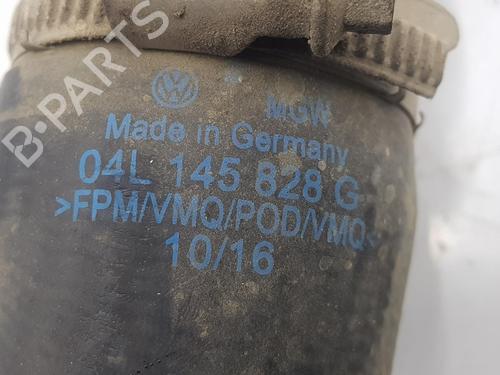 MGW
Made in Germany
04L 145 828 G
>FPM/VMQ/POD/VMQ<
10/16
B-PARTS